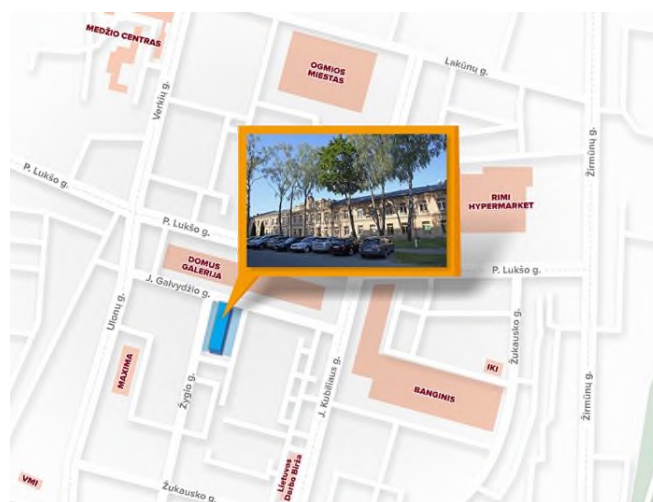 MEDŽIO CENTRAS
Verkių g.
OGMIOS
MIESTAS
Lakūnų g.
Žirmūnų g.
P. Lukšo g.
P. Lukšo g.
RIMI
HYPERMARKET
DOMUS
GALERIJA
J. Galvydžio g.
P. Lukšo g.
Ulonų g.
MAXIMA
Žyglo g.
J. Kubiliaus g.
BANGINIS
IKI
Žukausko g.
Žirmūnų g.
VMI
Žukausko g.
Lietuvos
Darbo Birža